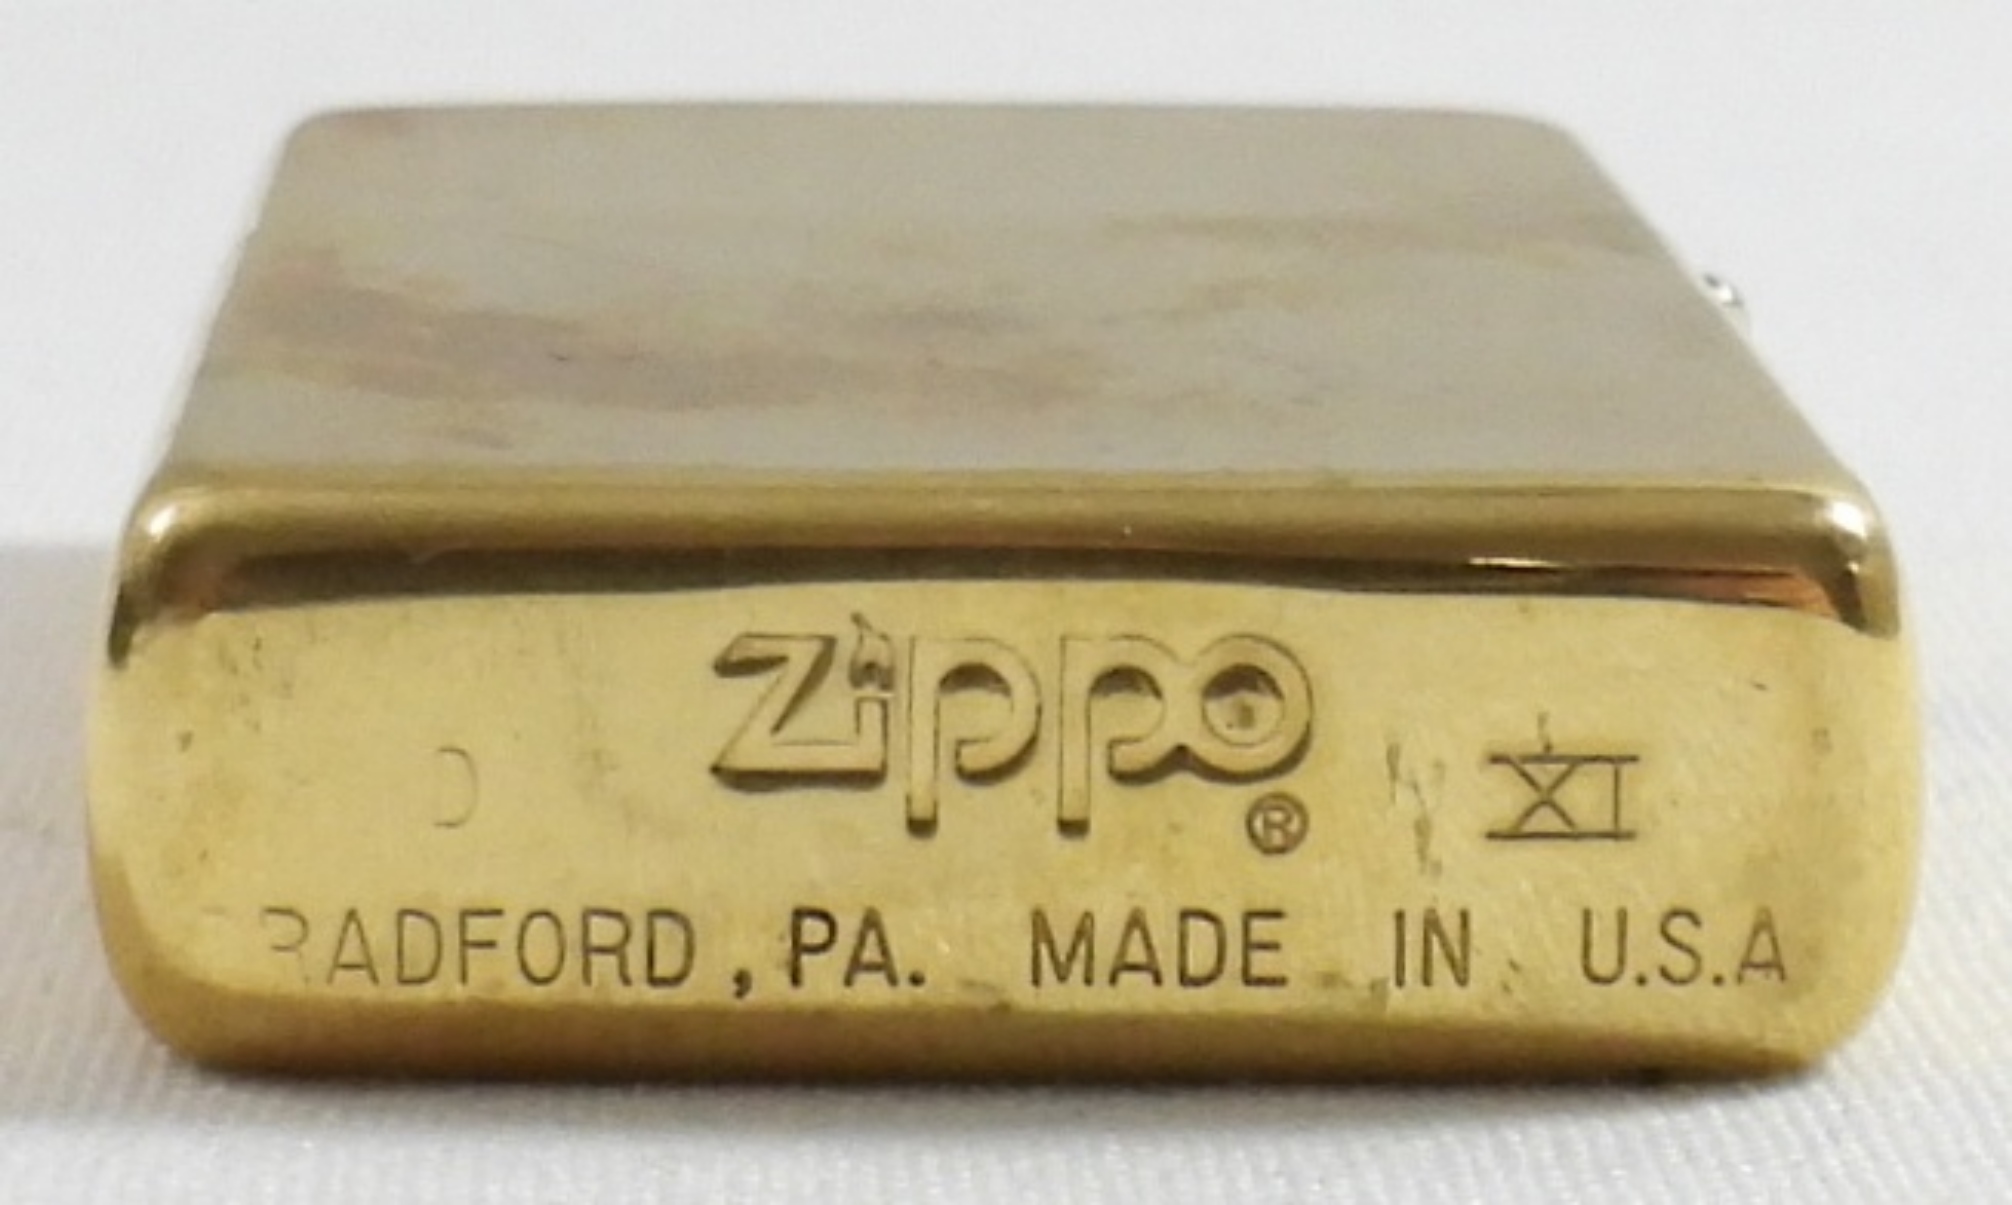 Zippo ®
D XI
RADFORD, PA. MADE IN U.S.A